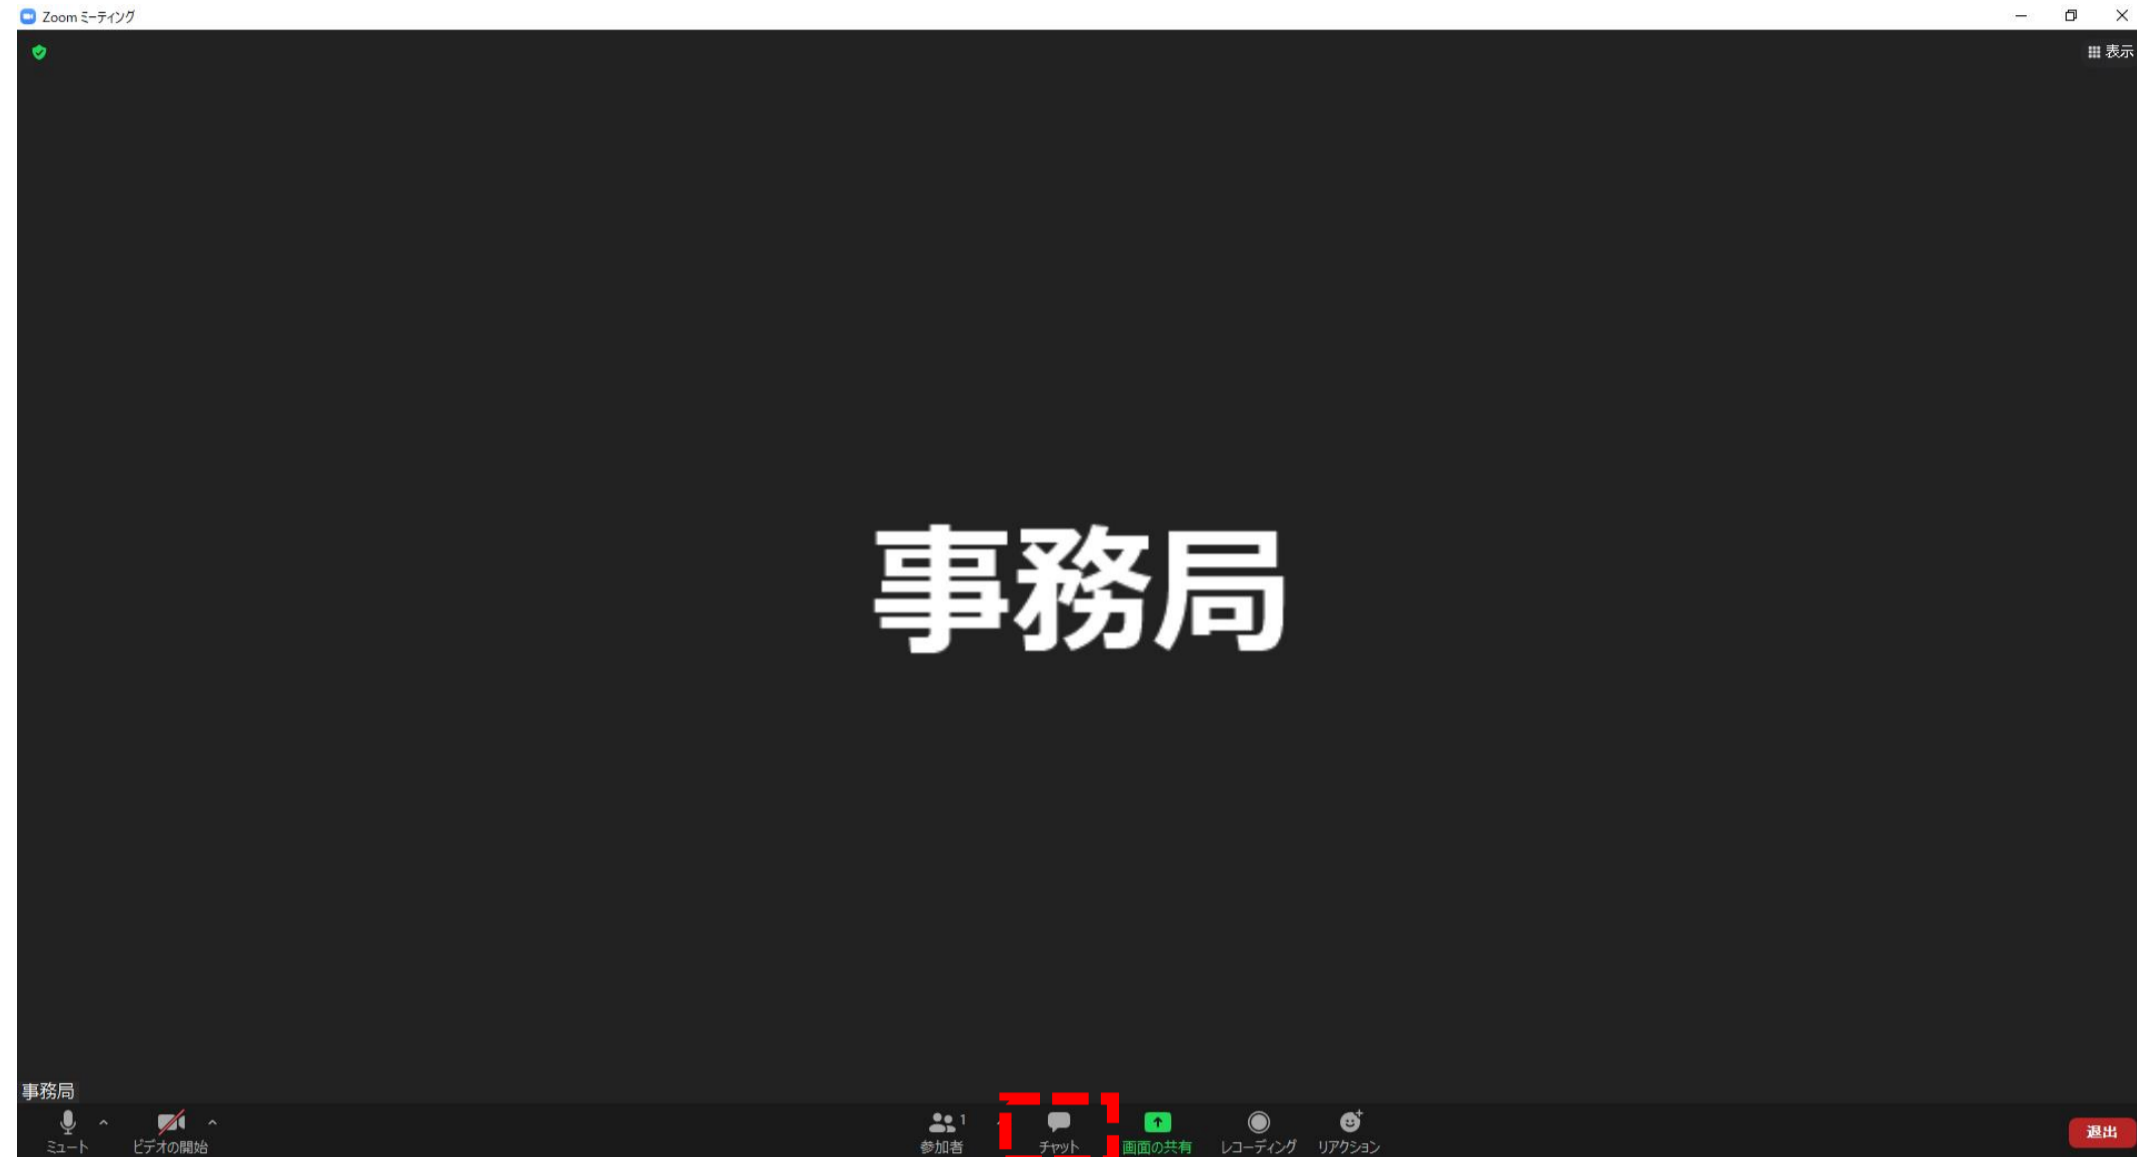 Zoom ミーティング
表示
事務局
事務局
ミュート
ビデオの開始
参加者
1
チャット
画面の共有
レコーディング
リアクション
退出